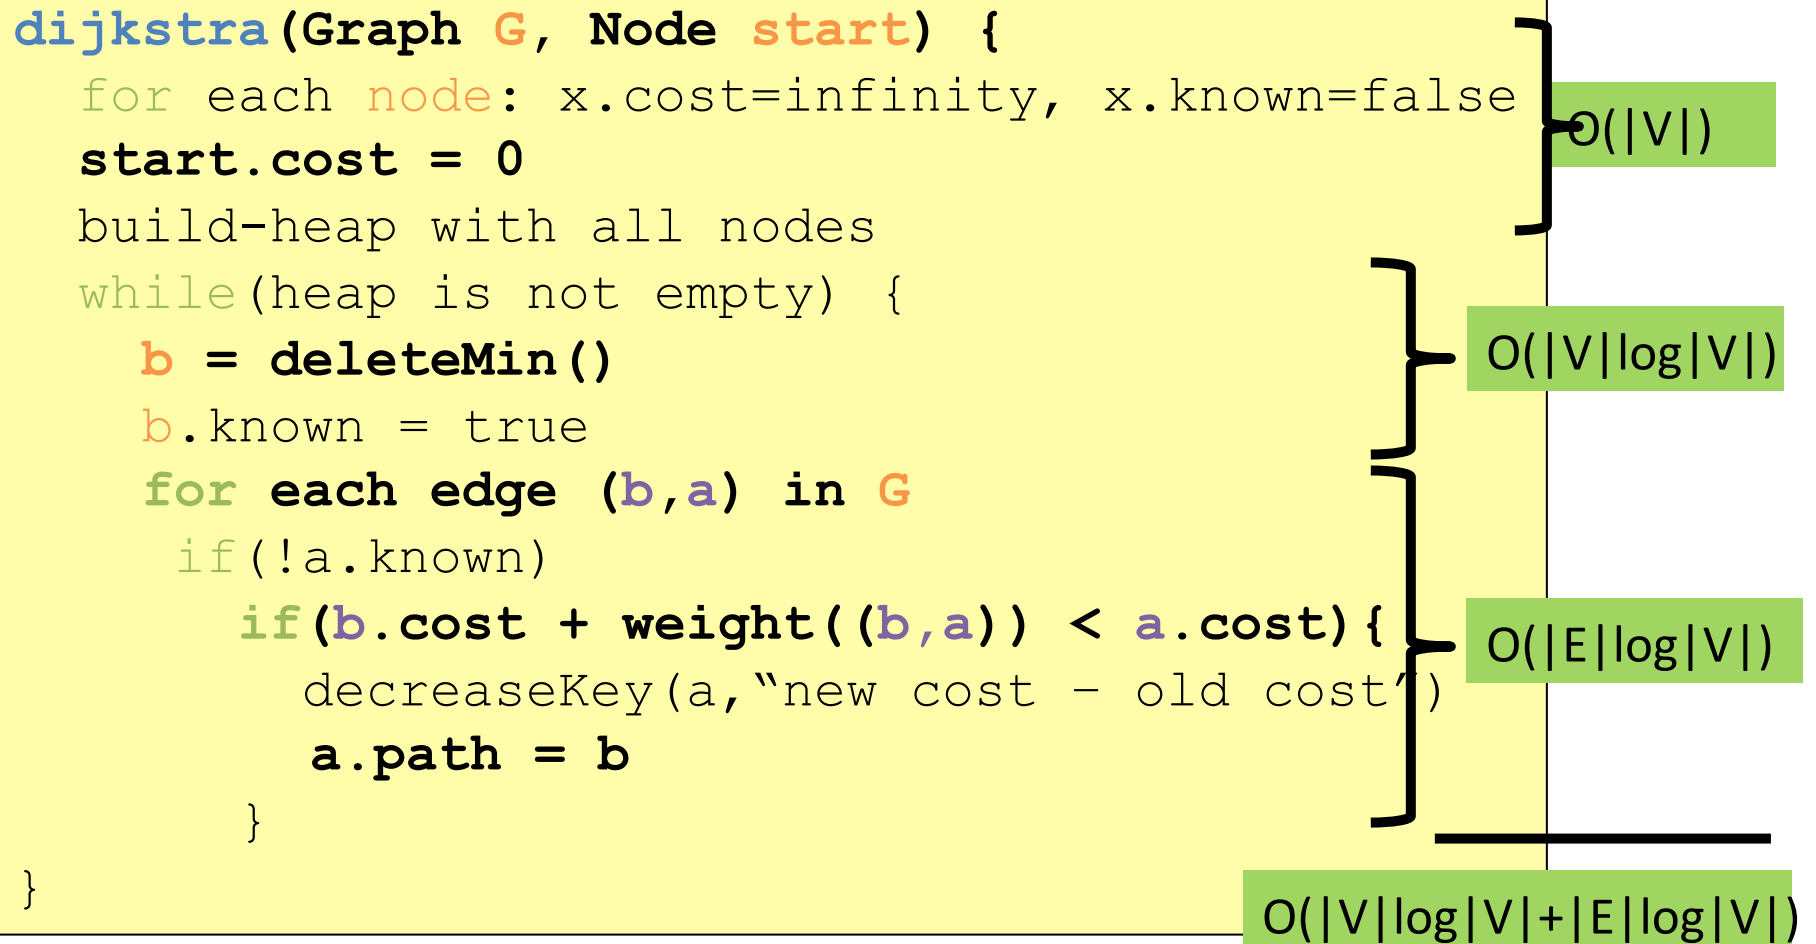 dijkstra(Graph G, Node start) {
for each node: x.cost=infinity, x.known=false
O(|V|)
start.cost = 0
build-heap with all nodes
while(heap is not empty) {
b = deleteMin()
O(|V|log|V|)
b.known = true
for each edge (b,a) in G
if(!a.known)
if(b.cost + weight((b,a)) < a.cost){
O(|E|log|V|)
decreaseKey(a,“new cost – old cost”)
a.path = b
}
}
O(|V|log|V|+|E|log|V|)